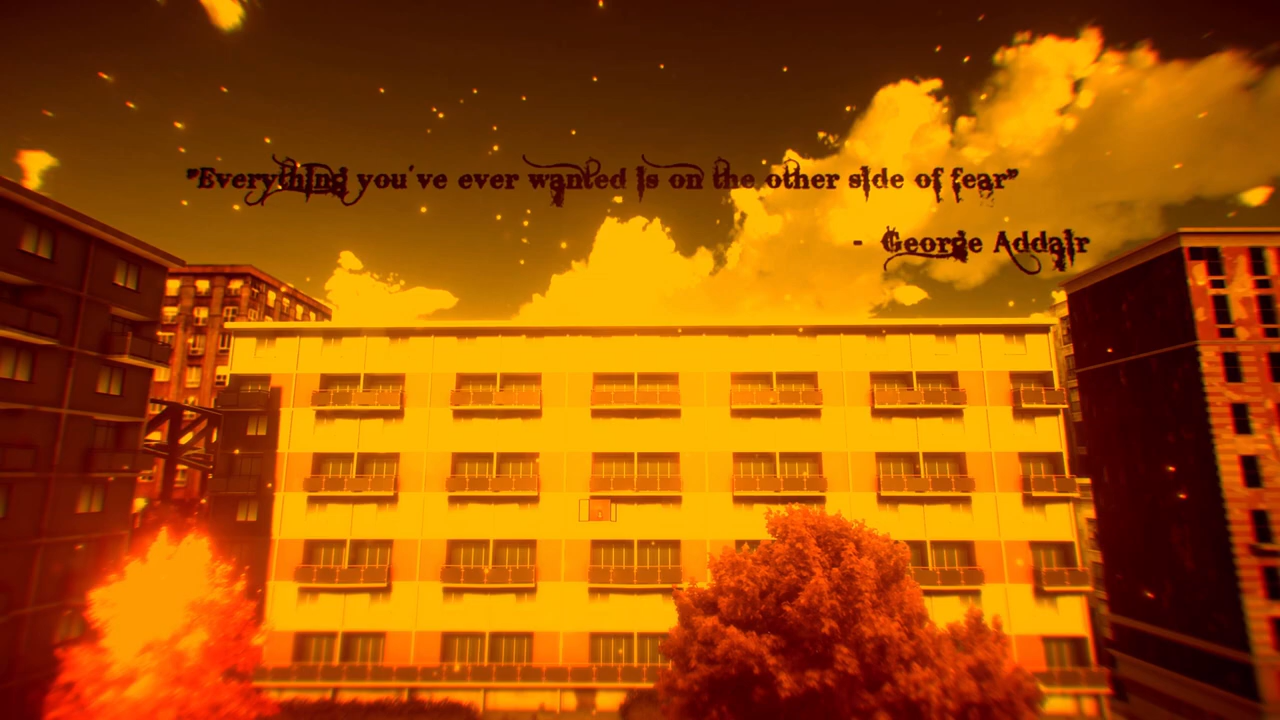 "Everything you've ever wanted is on the other side of fear"
- George Addair